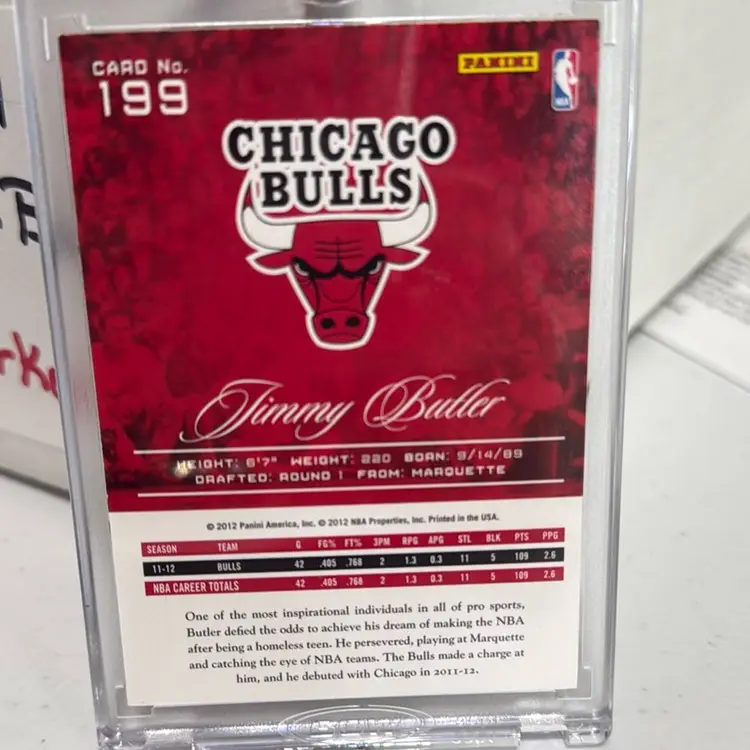 CARD No.
199
PANINI
NBA
CHICAGO
BULLS
Jimmy Butler
HEIGHT: 6'7" WEIGHT: 220 BORN: 9/14/89
DRAFTED: ROUND 1 FROM: MARQUETTE
© 2012 Panini America, Inc. © 2012 NBA Properties, Inc. Printed in the USA.
SEASON TEAM G FG% FT% 3PM RPG APG STL BLK PTS PPG
11-12 BULLS 42 .405 .768 2 1.3 0.3 11 5 109 2.6
NBA CAREER TOTALS 42 .405 .768 2 1.3 0.3 11 5 109 2.6
One of the most inspirational individuals in all of pro sports,
Butler defied the odds to achieve his dream of making the NBA
after being a homeless teen. He persevered, playing at Marquette
and catching the eye of NBA teams. The Bulls made a charge at
him, and he debuted with Chicago in 2011-12.